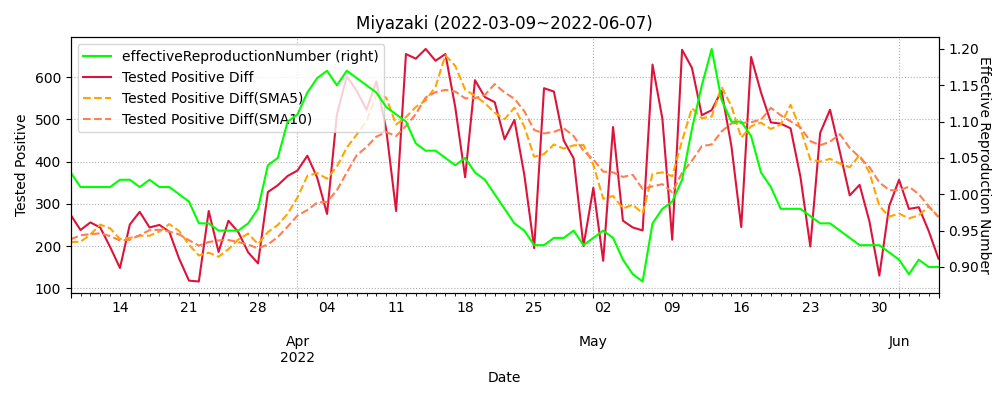 Miyazaki (2022-03-09~2022-06-07)
effectiveReproductionNumber (right)
Tested Positive Diff
Tested Positive Diff(SMA5)
Tested Positive Diff(SMA10)
Tested Positive
600
500
400
300
200
100
1.20
1.15
1.10
1.05
1.00
0.95
0.90
Effective Reproduction Number
14 21 28 04 11 18 25 02 09 16 23 30
Apr May Jun
2022
Date